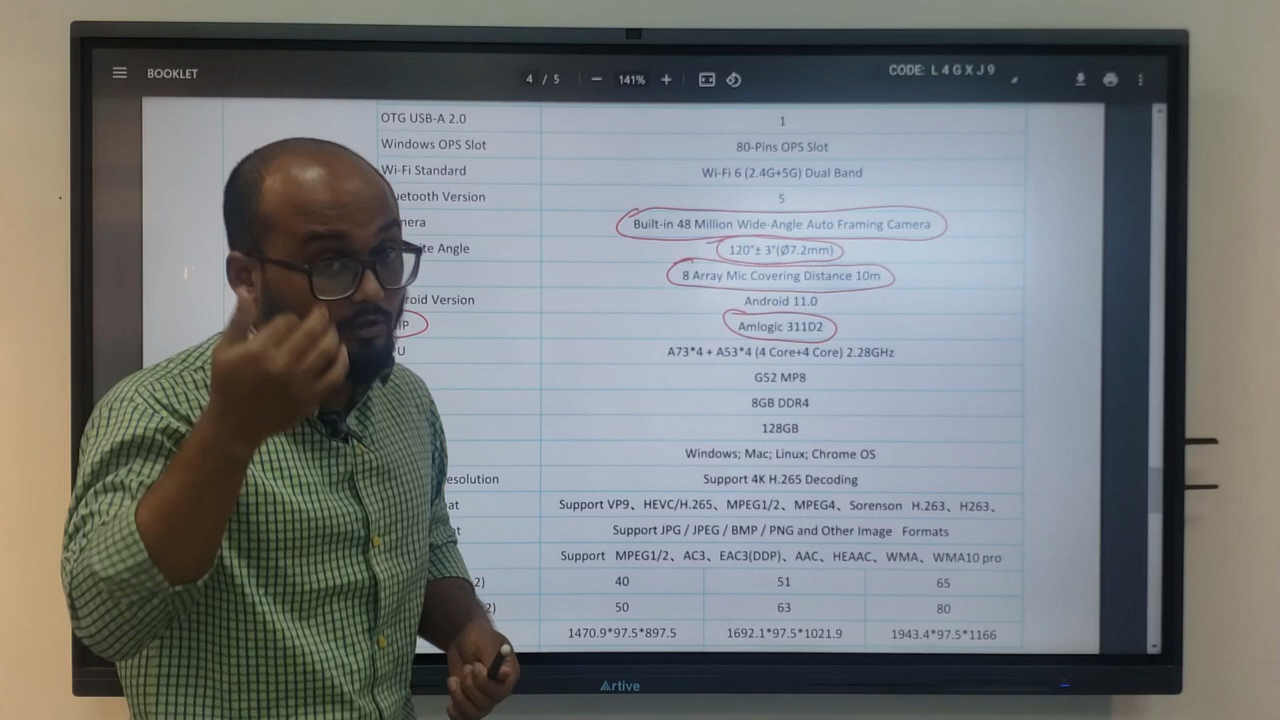 BOOKLET 4 / 5 141% CODE: L4GXJ9
OTG USB-A 2.0 1
Windows OPS Slot 80-Pins OPS Slot
Wi-Fi Standard Wi-Fi 6 (2.4G+5G) Dual Band
uetooth Version 5
mera Built-in 48 Million Wide-Angle Auto Framing Camera
ite Angle 120°± 3°(Ø7.2mm)
8 Array Mic Covering Distance 10m
roid Version Android 11.0
IP Amlogic 311D2
U A73*4 + A53*4 (4 Core+4 Core) 2.28GHz
G52 MP8
8GB DDR4
128GB
Windows; Mac; Linux; Chrome OS
esolution Support 4K H.265 Decoding
at Support VP9、HEVC/H.265、MPEG1/2、MPEG4、Sorenson H.263、H263、
t Support JPG / JPEG / BMP / PNG and Other Image Formats
Support MPEG1/2、AC3、EAC3(DDP)、AAC、HEAAC、WMA、WMA10 pro
2) 40 51 65
2) 50 63 80
1470.9*97.5*897.5 1692.1*97.5*1021.9 1943.4*97.5*1166
Artive